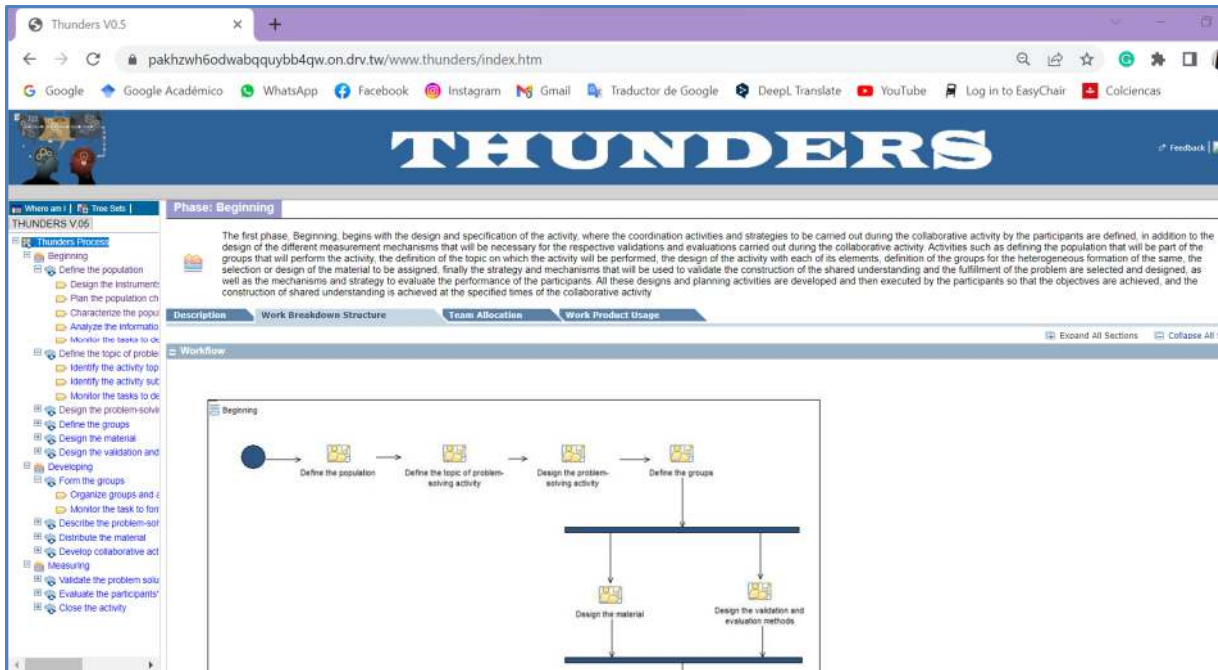 Thunders V0.5
pakhzwh6odwabqquybb4qw.on.drv.tw/www.thunders/index.htm
Google
Google Académico
WhatsApp
Facebook
Instagram
Gmail
Traductor de Google
DeepL Translate
YouTube
Log in to EasyChair
Colciencas
THUNDERS
Feedback
Where am I
Tree Sets
THUNDERS V.05
Thunders Process
Beginning
Define the population
Design the instrument
Plan the population ch
Characterize the popul
Analyze the informatio
Monitor the tasks to de
Define the topic of proble
Identify the activity top
Identify the activity sub
Monitor the tasks to de
Design the problem-solvi
Define the groups
Design the material
Design the validation and
Developing
Form the groups
Organize groups and a
Monitor the task to for
Describe the problem-sol
Distribute the material
Develop collaborative act
Measuring
Validate the problem solu
Evaluate the participants'
Close the activity
Phase: Beginning
The first phase, Beginning, begins with the design and specification of the activity, where the coordination activities and strategies to be carried out during the collaborative activity by the participants are defined, in addition to the
design of the different measurement mechanisms that will be necessary for the respective validations and evaluations carried out during the collaborative activity. Activities such as defining the population that will be part of the
groups that will perform the activity, the definition of the topic on which the activity will be performed, the design of the activity with each of its elements, definition of the groups for the heterogeneous formation of the same, the
selection or design of the material to be assigned, finally the strategy and mechanisms that will be used to validate the construction of the shared understanding and the fulfillment of the problem are selected and designed, as
well as the mechanisms and strategy to evaluate the performance of the participants. All these designs and planning activities are developed and then executed by the participants so that the objectives are achieved, and the
construction of shared understanding is achieved at the specified times of the collaborative activity
Description
Work Breakdown Structure
Team Allocation
Work Product Usage
Expand All Sections
Collapse All
Workflow
Beginning
Define the population
Define the topic of problem-
solving activity
Design the problem-
solving activity
Define the groups
Design the material
Design the validation and
evaluation methods